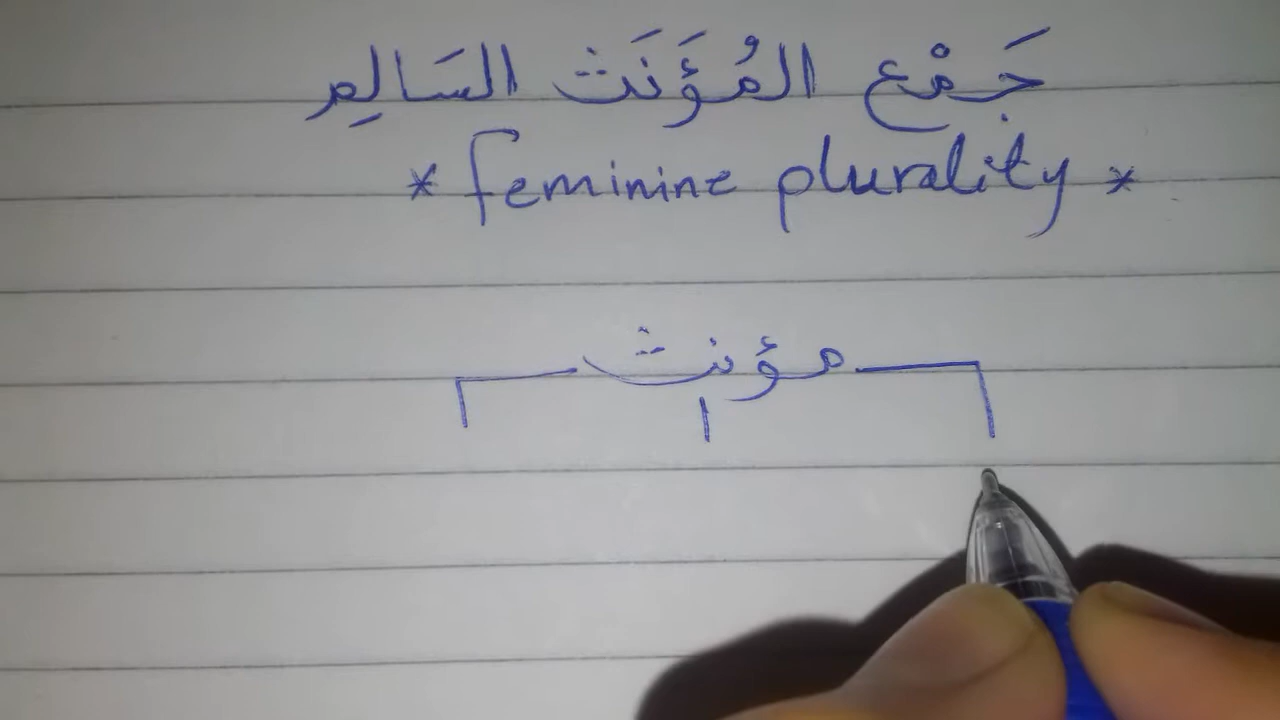 جَمْع المُؤَنَث السَالِم
* feminine plurality *
مؤنث